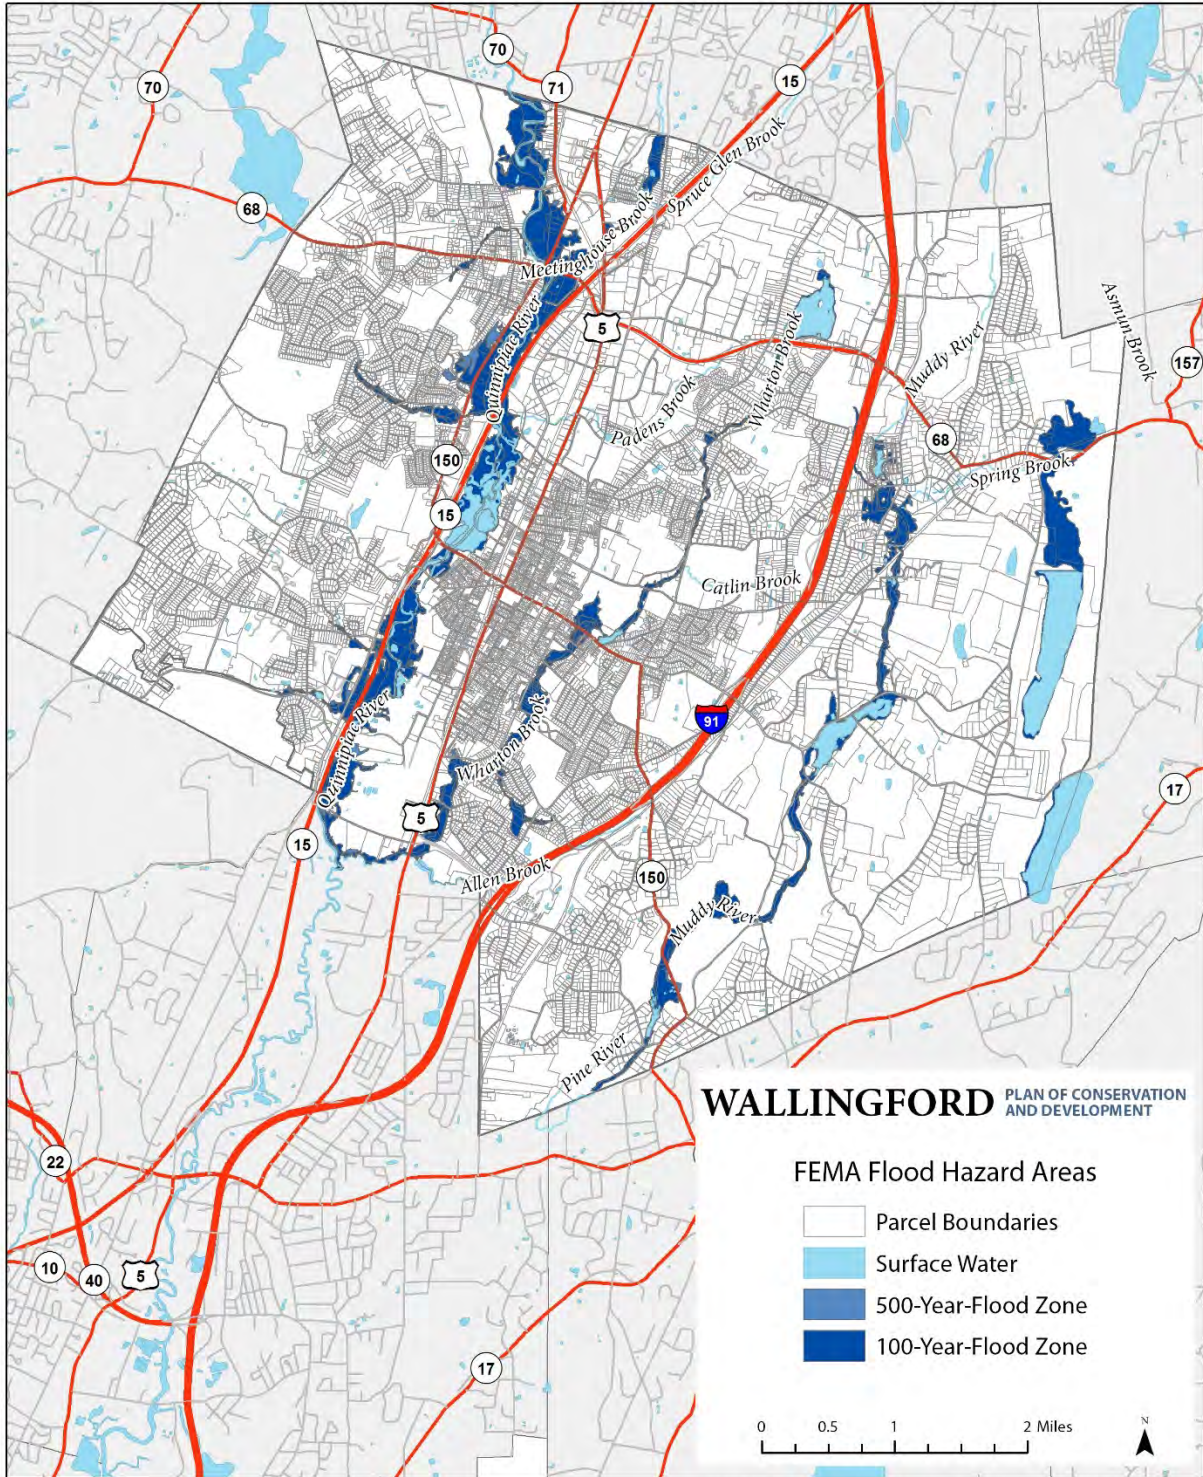 70
70
71
15
68
Spruce Glen Brook
Meetinghouse Brook
5
Quinnipiac River
Wharton Brook
Muddy River
Asmun Brook
157
Padens Brook
68
150
Spring Brook
15
Catlin Brook
91
Quinnipiac River
Wharton Brook
5
17
15
Allen Brook
150
Muddy River
Pine River
WALLINGFORD PLAN OF CONSERVATION
AND DEVELOPMENT
22
FEMA Flood Hazard Areas
Parcel Boundaries
Surface Water
10
40
5
500-Year-Flood Zone
100-Year-Flood Zone
17
0 0.5 1 2 Miles
N